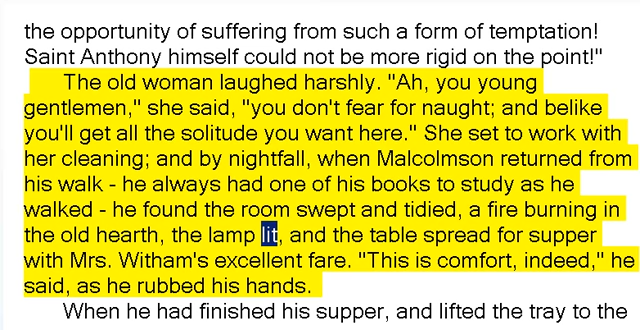 the opportunity of suffering from such a form of temptation!
Saint Anthony himself could not be more rigid on the point!"
The old woman laughed harshly. "Ah, you young
gentlemen," she said, "you don't fear for naught; and belike
you'll get all the solitude you want here." She set to work with
her cleaning; and by nightfall, when Malcolmson returned from
his walk - he always had one of his books to study as he
walked - he found the room swept and tidied, a fire burning in
the old hearth, the lamp lit, and the table spread for supper
with Mrs. Witham's excellent fare. "This is comfort, indeed," he
said, as he rubbed his hands.
When he had finished his supper, and lifted the tray to the